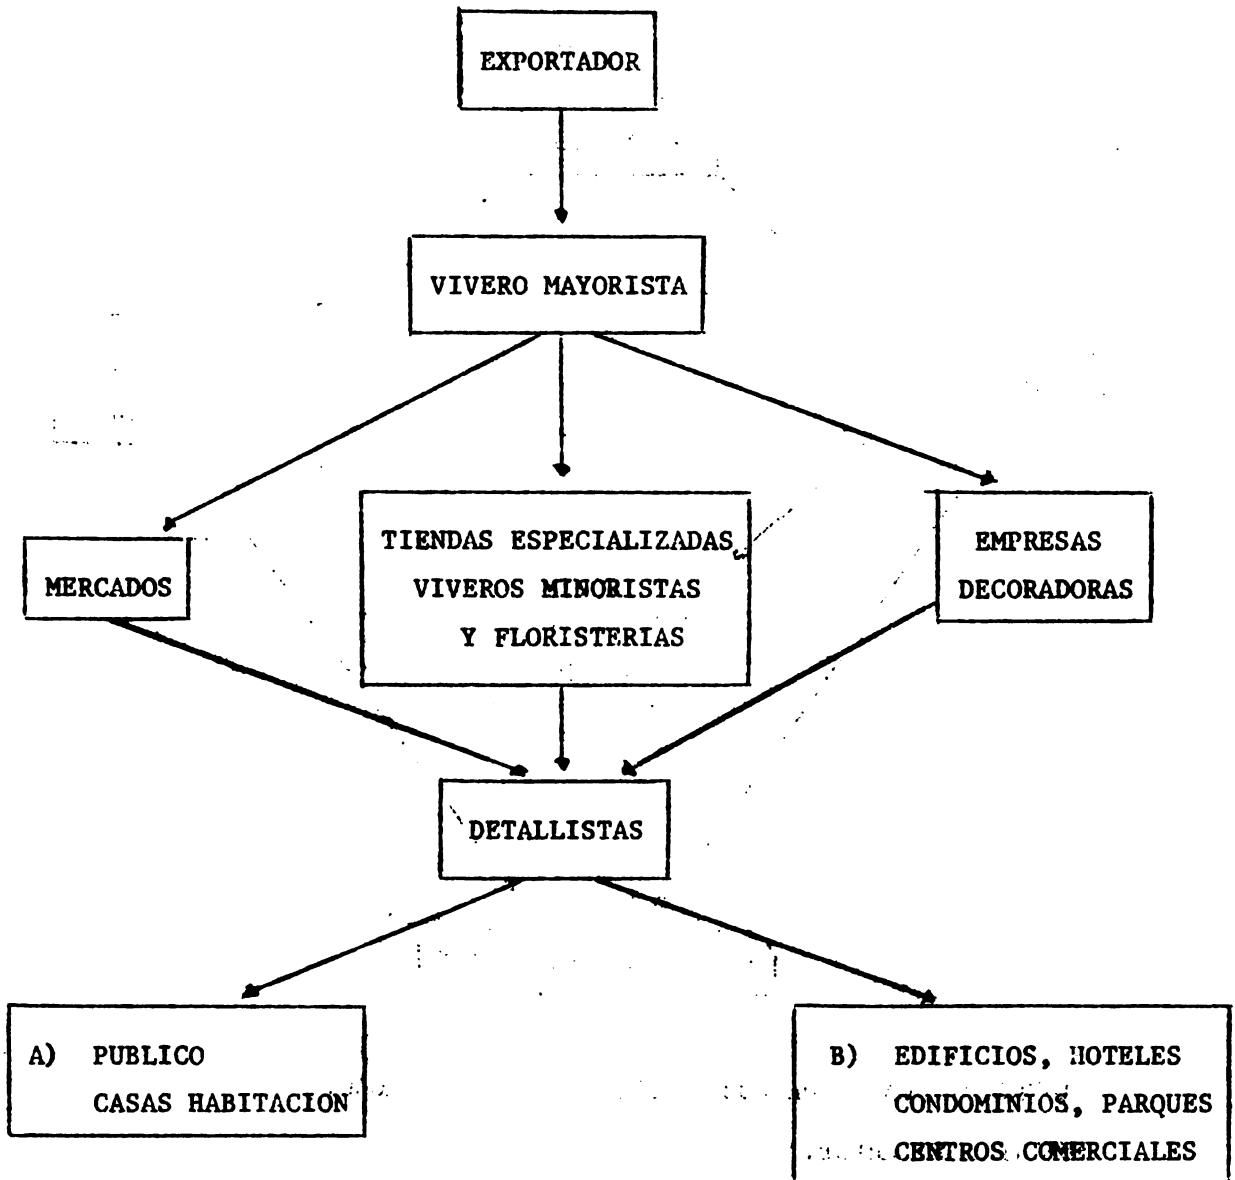 EXPORTADOR
VIVERO MAYORISTA
MERCADOS
TIENDAS ESPECIALIZADAS,
VIVEROS MINORISTAS
Y FLORISTERIAS
EMPRESAS
DECORADORAS
DETALLISTAS
A) PUBLICO
CASAS HABITACION
B) EDIFICIOS, HOTELES
CONDOMINIOS, PARQUES
CENTROS COMERCIALES